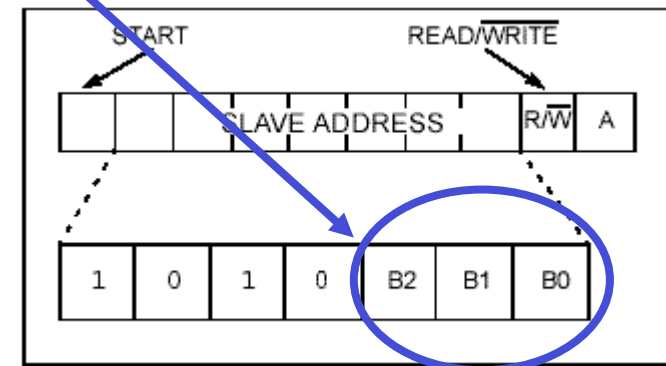 START READ/WRITE
SLAVE ADDRESS R/W A
1 0 1 0 B2 B1 B0